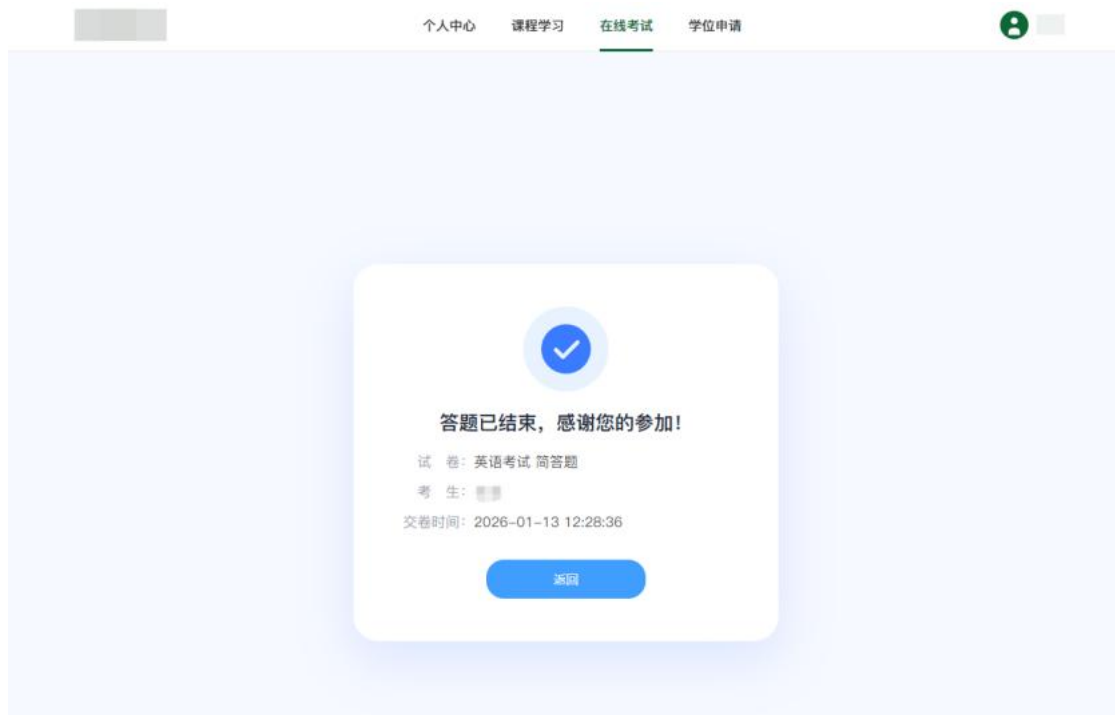 个人中心 课程学习 在线考试 学位申请
答题已结束，感谢您的参加！
试 卷：英语考试 简答题
考 生：
交卷时间：2026-01-13 12:28:36
返回